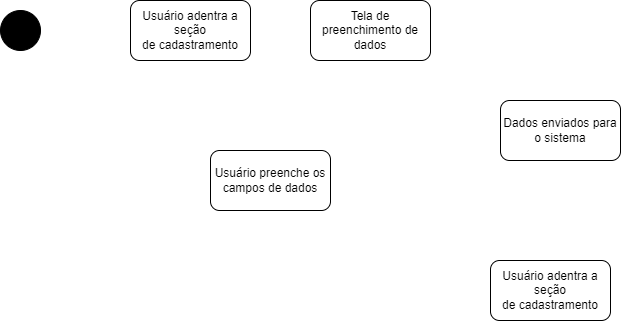 Usuário adentra a
seção
de cadastramento
Tela de
preenchimento de
dados
Dados enviados para
o sistema
Usuário preenche os
campos de dados
Usuário adentra a
seção
de cadastramento